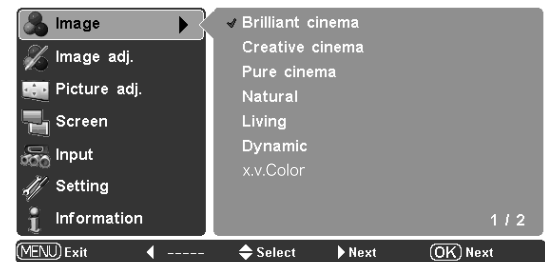 Image
Image adj.
Picture adj.
Screen
Input
Setting
Information
Brilliant cinema
Creative cinema
Pure cinema
Natural
Living
Dynamic
x.v.Color
1 / 2
MENU Exit ----- Select Next OK Next